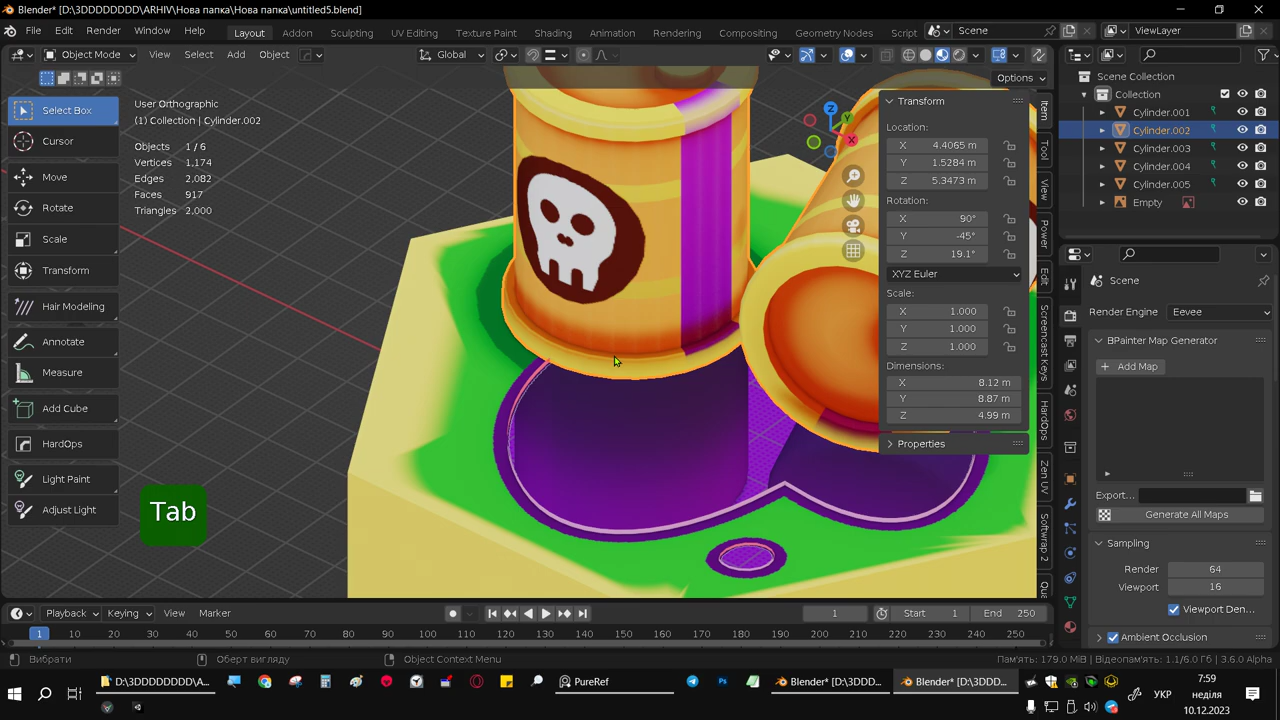 Blender* [D:\3DDDDDDDD\ARHIV\Нова папка\Нова папка\untitled5.blend]
File Edit Render Window Help Layout Addon Sculpting UV Editing Texture Paint Shading Animation Rendering Compositing Geometry Nodes Script Scene ViewLayer
Object Mode View Select Add Object Global
Options
Select Box
Cursor
Move
Rotate
Scale
Transform
Hair Modeling
Annotate
Measure
Add Cube
HardOps
Light Paint
Adjust Light
User Orthographic
(1) Collection | Cylinder.002
Objects 1 / 6
Vertices 1,174
Edges 2,082
Faces 917
Triangles 2,000
Tab
Z
Y
X
Transform
Location:
X 4.4065 m
Y 1.5284 m
Z 5.3473 m
Rotation:
X 90°
Y -45°
Z 19.1°
XYZ Euler
Scale:
X 1.000
Y 1.000
Z 1.000
Dimensions:
X 8.12 m
Y 8.87 m
Z 4.99 m
Properties
Item
Tool
View
Power
Edit
Screencast Keys
HardOps
Zen UV
Softwrap 2
Scene Collection
Collection
Cylinder.001
Cylinder.002
Cylinder.003
Cylinder.004
Cylinder.005
Empty
Scene
Render Engine Eevee
BPainter Map Generator
Add Map
Export...
Generate All Maps
Sampling
Render 64
Viewport 16
Viewport Den...
Ambient Occlusion
Playback Keying View Marker 1 Start 1 End 250
1 10 20 30 40 50 60 70 80 90 100 110 120 130 140 150 160 170 180 190 200 210 220 230 240 250
Вибрати Оберт вигляду Object Context Menu Пам'ять: 179.0 MiB | Відеопам'ять: 1.1/6.0 Гб | 3.6.0 Alpha
D:\3DDDDDDDD\A... PureRef Blender* [D:\3DDD... Blender* [D:\3DDD... УКР 7:59
неділя
10.12.2023